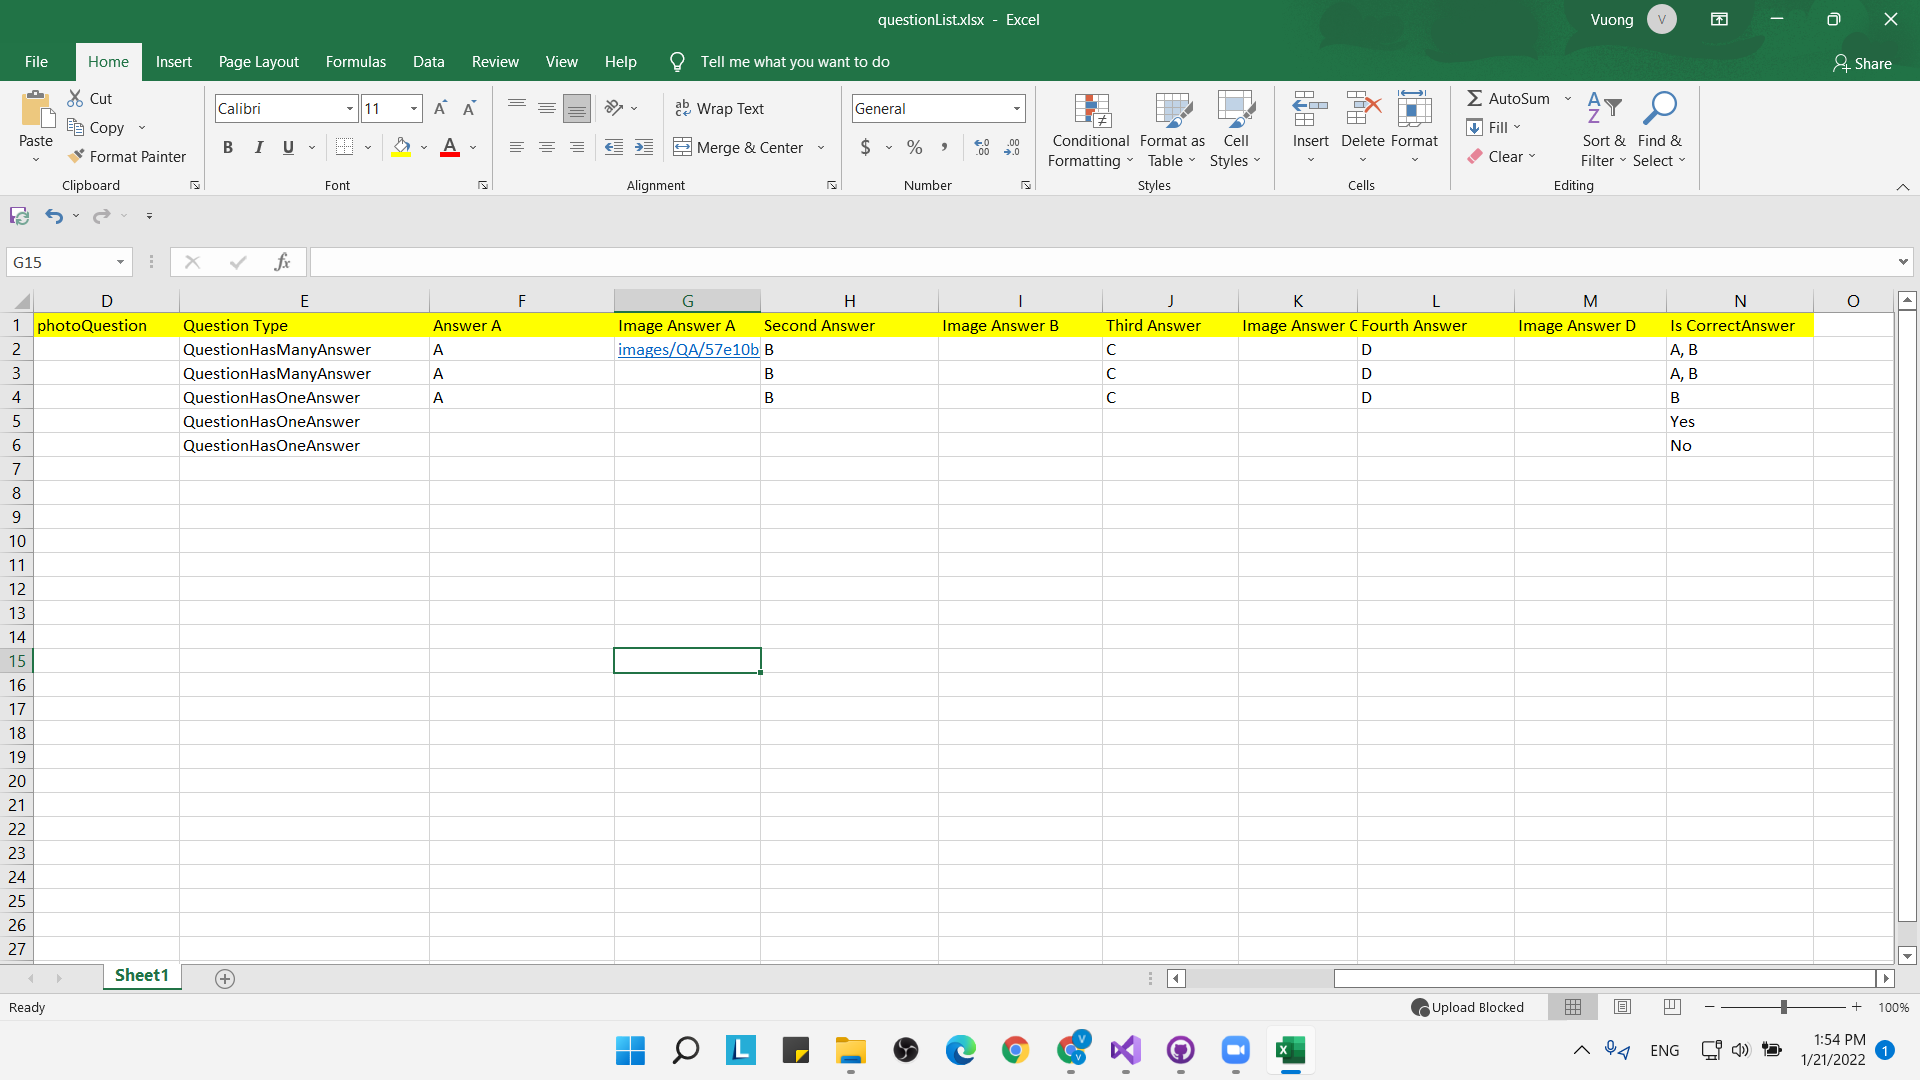 questionList.xlsx - Excel
Vuong V
File Home Insert Page Layout Formulas Data Review View Help Tell me what you want to do Share
Paste Cut Copy Format Painter Clipboard
Calibri 11 A A B I U A Font
ab Wrap Text Merge & Center Alignment
General $ % , Number
Conditional Formatting Format as Table Cell Styles Styles
Insert Delete Format Cells
AutoSum Fill Clear Sort & Filter Find & Select Editing
G15 fx
D E F G H I J K L M N O
1 photoQuestion Question Type Answer A Image Answer A Second Answer Image Answer B Third Answer Image Answer C Fourth Answer Image Answer D Is CorrectAnswer
2 QuestionHasManyAnswer A images/QA/57e10b B C D A, B
3 QuestionHasManyAnswer A B C D A, B
4 QuestionHasOneAnswer A B C D B
5 QuestionHasOneAnswer Yes
6 QuestionHasOneAnswer No
7
8
9
10
11
12
13
14
15
16
17
18
19
20
21
22
23
24
25
26
27
Sheet1
Ready Upload Blocked 100%
L V V ENG 1:54 PM 1
1/21/2022